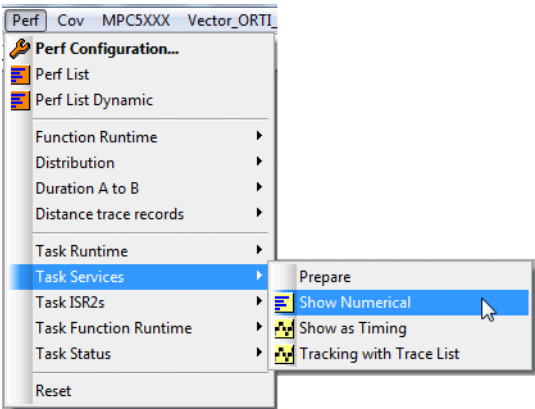 Perf Cov MPC5XXX Vector_ORTI_
Perf Configuration...
Perf List
Perf List Dynamic
Function Runtime
Distribution
Duration A to B
Distance trace records
Task Runtime
Task Services
Prepare
Task ISR2s
Show Numerical
Task Function Runtime
Show as Timing
Task Status
Tracking with Trace List
Reset